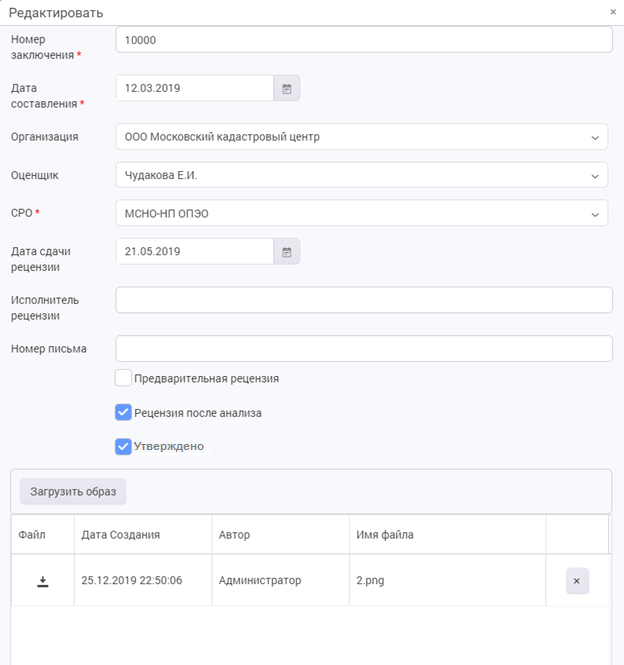 Редактировать ×
Номер
заключения * 10000
Дата
составления * 12.03.2019
Организация ООО Московский кадастровый центр
Оценщик Чудакова Е.И.
СРО * МСНО-НП ОПЭО
Дата сдачи
рецензии 21.05.2019
Исполнитель
рецензии
Номер письма
Предварительная рецензия
Рецензия после анализа
Утверждено
Загрузить образ
Файл Дата Создания Автор Имя файла
25.12.2019 22:50:06 Администратор 2.png ×